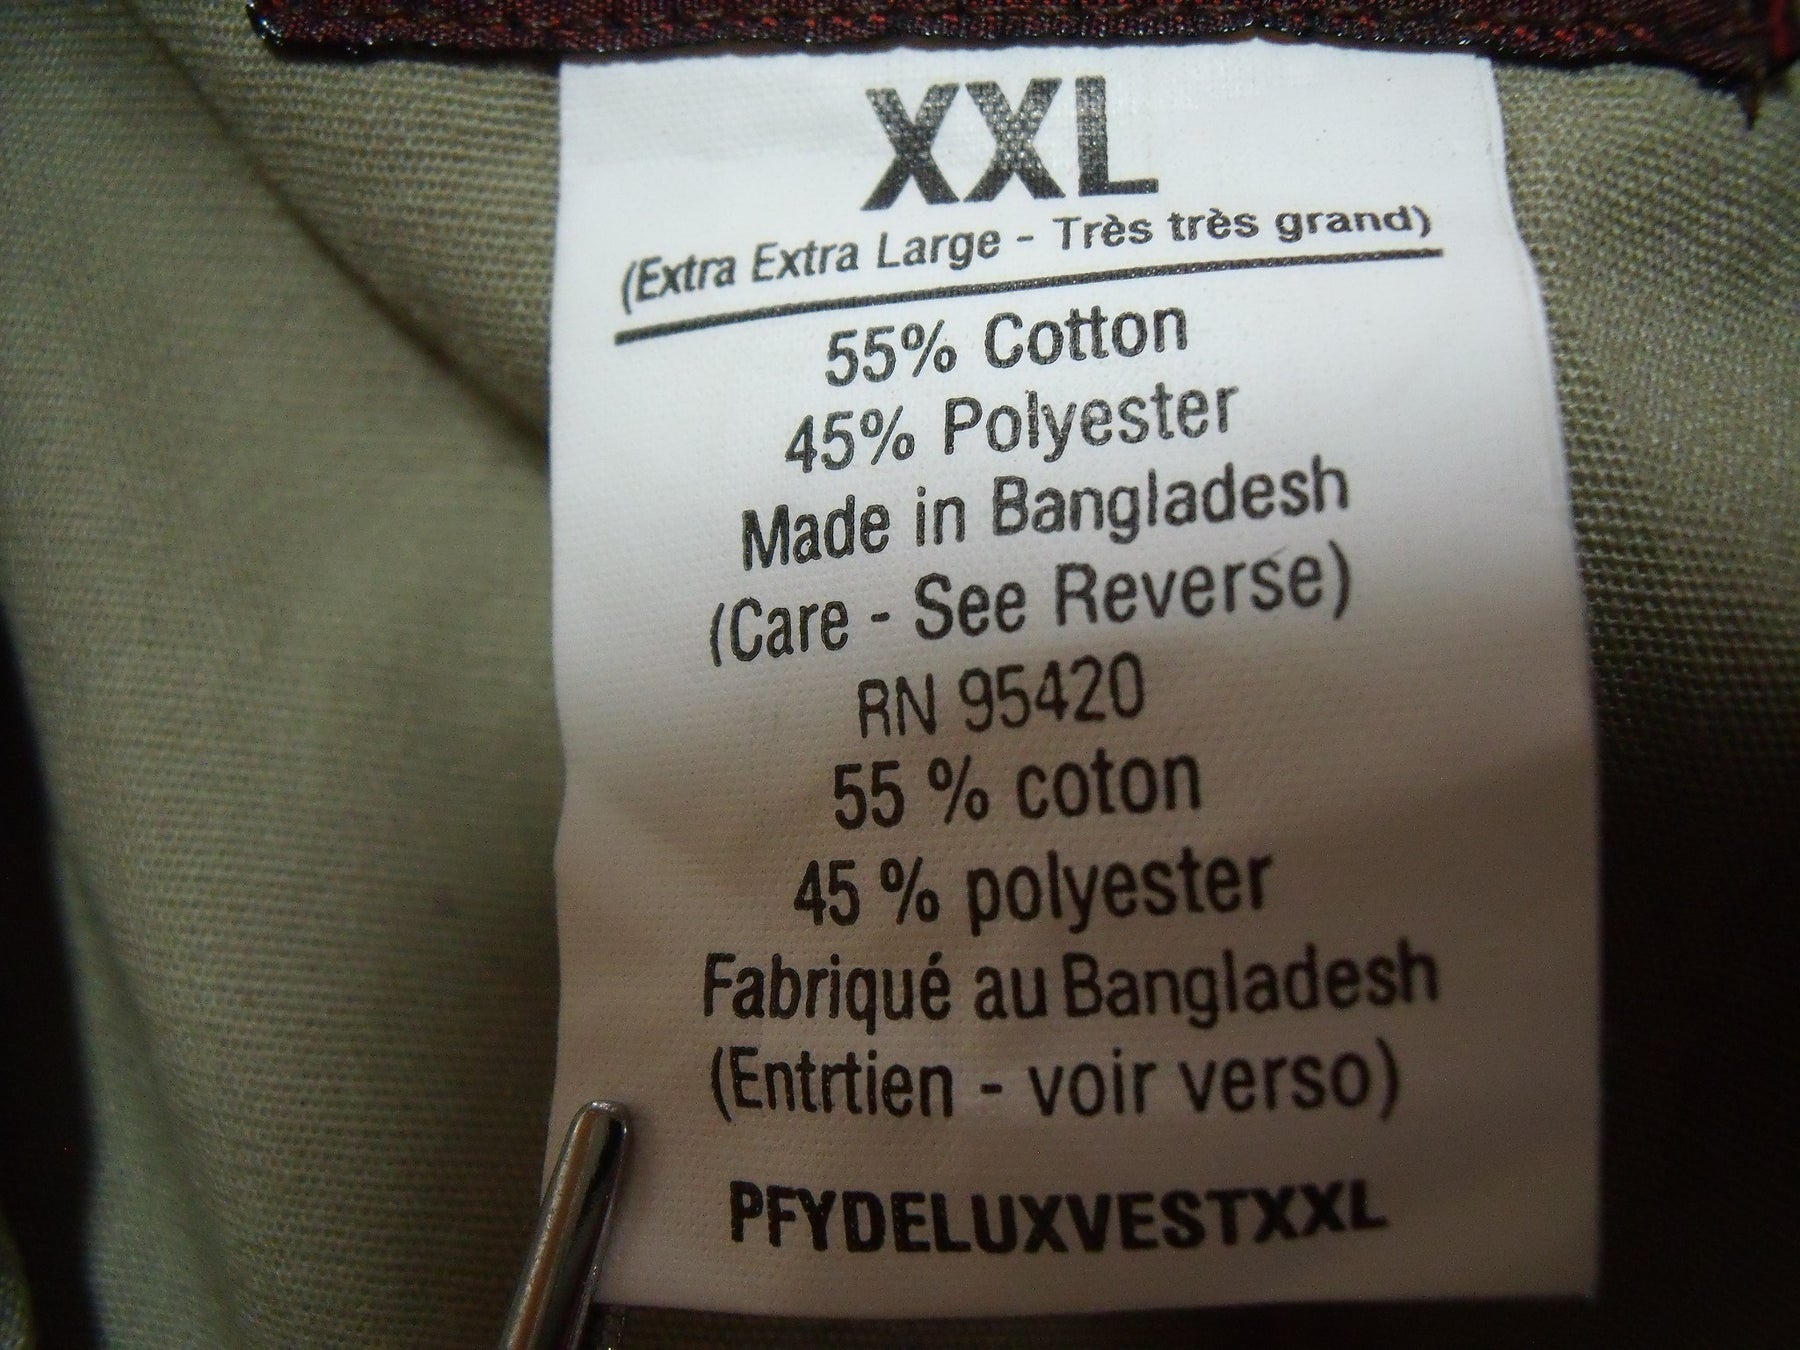 XXL
(Extra Extra Large - Très très grand)
55% Cotton
45% Polyester
Made in Bangladesh
(Care - See Reverse)
RN 95420
55 % coton
45 % polyester
Fabriqué au Bangladesh
(Entrtien - voir verso)
PFYDELUXVESTXXL